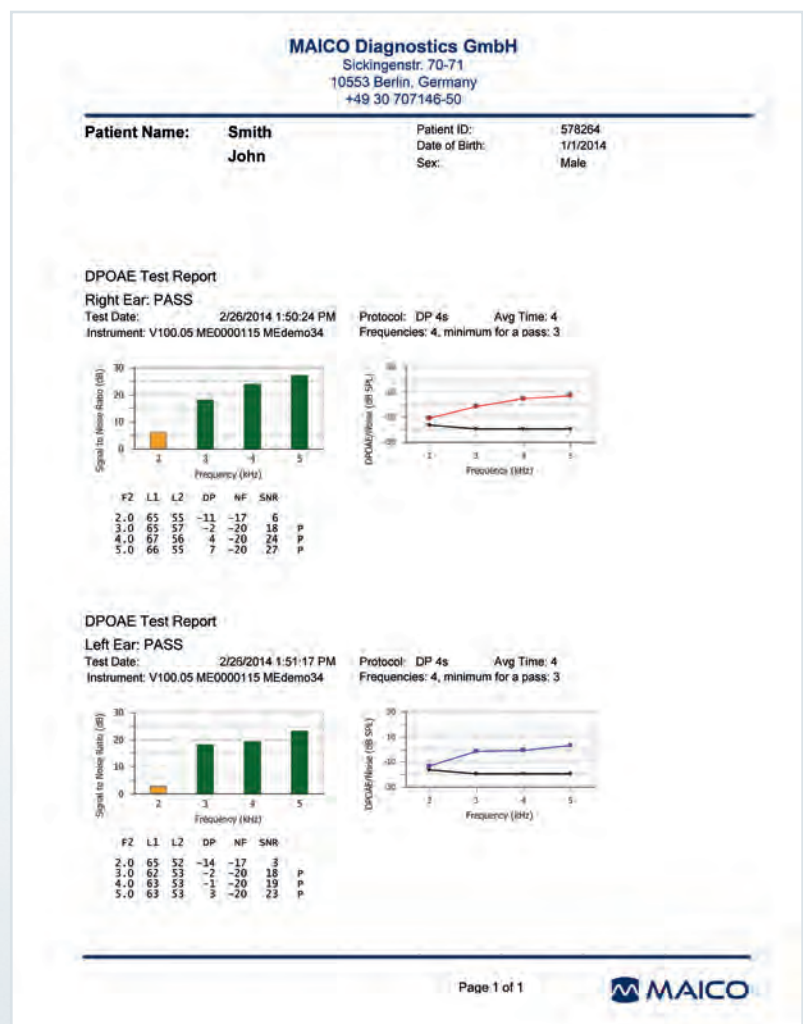 MAICO Diagnostics GmbH
Sickingenstr. 70-71
10553 Berlin, Germany
+49 30 707146-50
Patient Name: Smith
John
Patient ID: 578264
Date of Birth: 1/1/2014
Sex: Male
DPOAE Test Report
Right Ear: PASS
Test Date: 2/26/2014 1:50:24 PM Protocol: DP 4s Avg Time: 4
Instrument: V100.05 ME0000115 MEdemo34 Frequencies: 4, minimum for a pass: 3
Signal to Noise Ratio (dB)
30
20
10
0
2 3 4 5
Frequency (kHz)
DPOAE/Noise (dB SPL)
2 3 4 5
Frequency (kHz)
F2 L1 L2 DP NF SNR
2.0 65 55 -11 -17 6
3.0 65 57 -2 -20 18 P
4.0 67 56 4 -20 24 P
5.0 66 55 7 -20 27 P
DPOAE Test Report
Left Ear: PASS
Test Date: 2/26/2014 1:51:17 PM Protocol: DP 4s Avg Time: 4
Instrument: V100.05 ME0000115 MEdemo34 Frequencies: 4, minimum for a pass: 3
Signal to Noise Ratio (dB)
30
20
10
0
2 3 4 5
Frequency (kHz)
DPOAE/Noise (dB SPL)
30
10
-10
-30
2 3 4 5
Frequency (kHz)
F2 L1 L2 DP NF SNR
2.0 65 52 -14 -17 3
3.0 62 53 -2 -20 18 P
4.0 63 53 -1 -20 19 P
5.0 63 53 3 -20 23 P
Page 1 of 1
MAICO